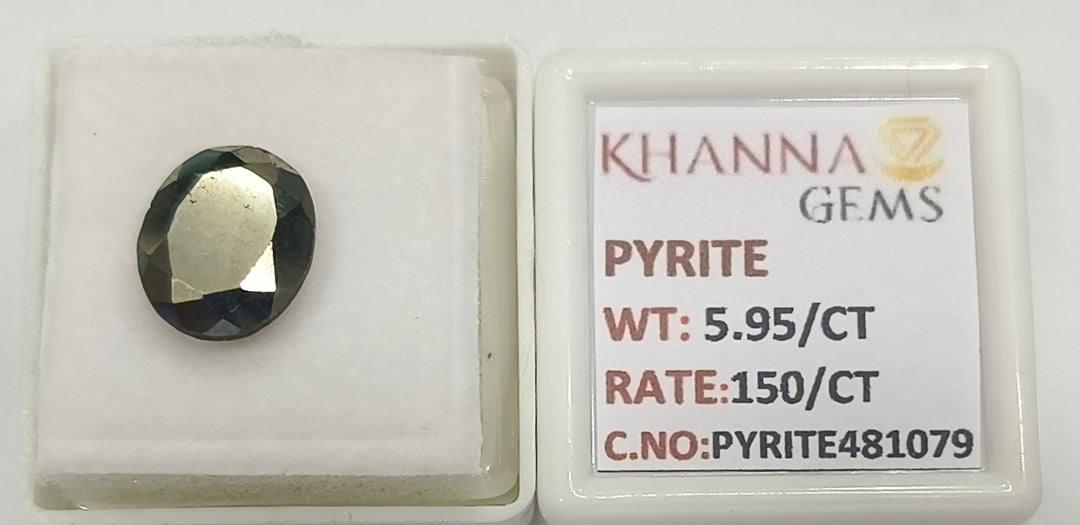 KHANNA
GEMS
PYRITE
WT: 5.95/CT
RATE:150/CT
C.NO:PYRITE481079